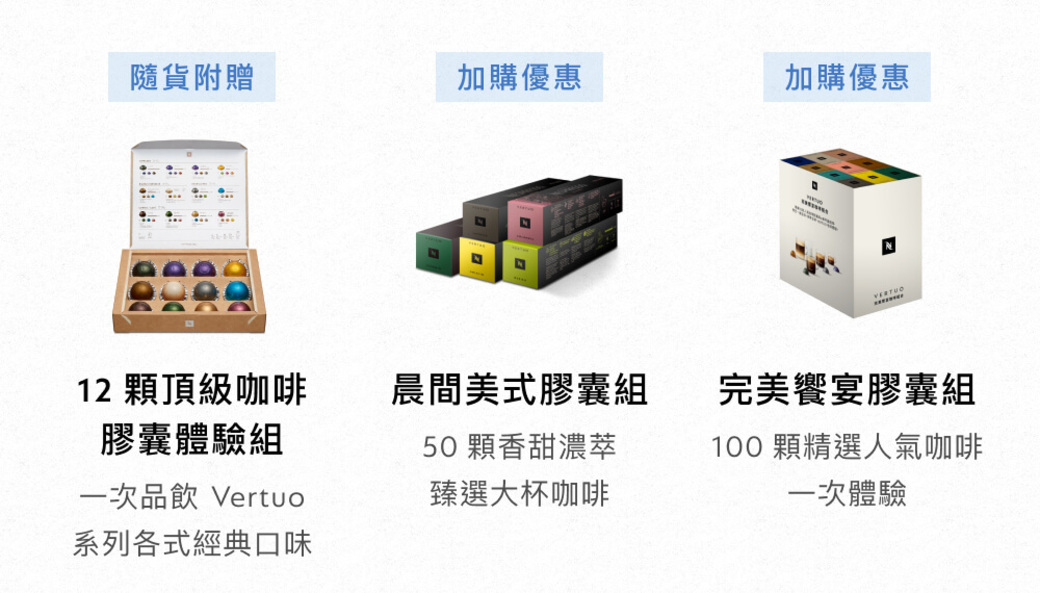 隨貨附贈
12 顆頂級咖啡
膠囊體驗組
一次品飲 Vertuo
系列各式經典口味
加購優惠
晨間美式膠囊組
50 顆香甜濃萃
臻選大杯咖啡
加購優惠
VERTUO
完美饗宴膠囊組
100 顆精選人氣咖啡
一次體驗